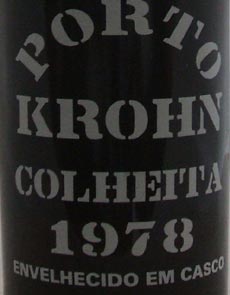 PORTO
KROHN
COLHEITA
1978
ENVELHECIDO EM CASCO